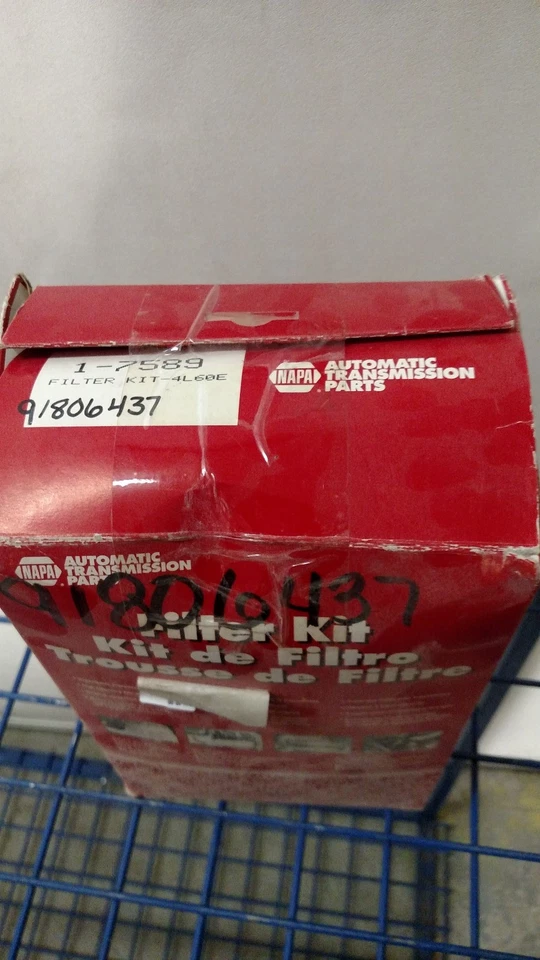 1-7589
FILTER KIT-4L60E
91806437
NAPA
AUTOMATIC
TRANSMISSION
PARTS
NAPA
AUTOMATIC
TRANSMISSION
PARTS
91806437
Filter Kit
Kit de Filtro
Trousse de Filtre